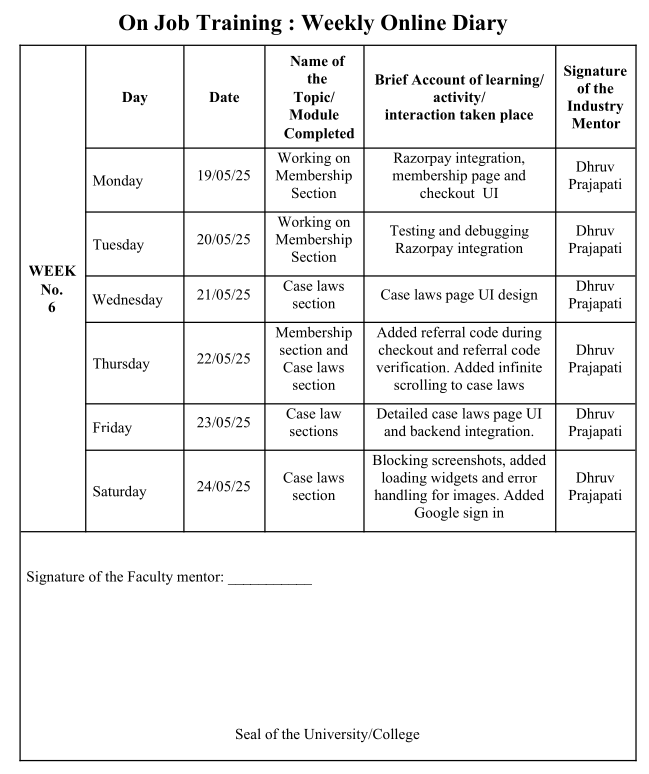 On Job Training : Weekly Online Diary
WEEK
No.
6
Day
Date
Name of
the
Topic/
Module
Completed
Brief Account of learning/
activity/
interaction taken place
Signature
of the
Industry
Mentor
Monday
19/05/25
Working on
Membership
Section
Razorpay integration,
membership page and
checkout UI
Dhruv
Prajapati
Tuesday
20/05/25
Working on
Membership
Section
Testing and debugging
Razorpay integration
Dhruv
Prajapati
Wednesday
21/05/25
Case laws
section
Case laws page UI design
Dhruv
Prajapati
Thursday
22/05/25
Membership
section and
Case laws
section
Added referral code during
checkout and referral code
verification. Added infinite
scrolling to case laws
Dhruv
Prajapati
Friday
23/05/25
Case law
sections
Detailed case laws page UI
and backend integration.
Dhruv
Prajapati
Saturday
24/05/25
Case laws
section
Blocking screenshots, added
loading widgets and error
handling for images. Added
Google sign in
Dhruv
Prajapati
Signature of the Faculty mentor: ___________
Seal of the University/College